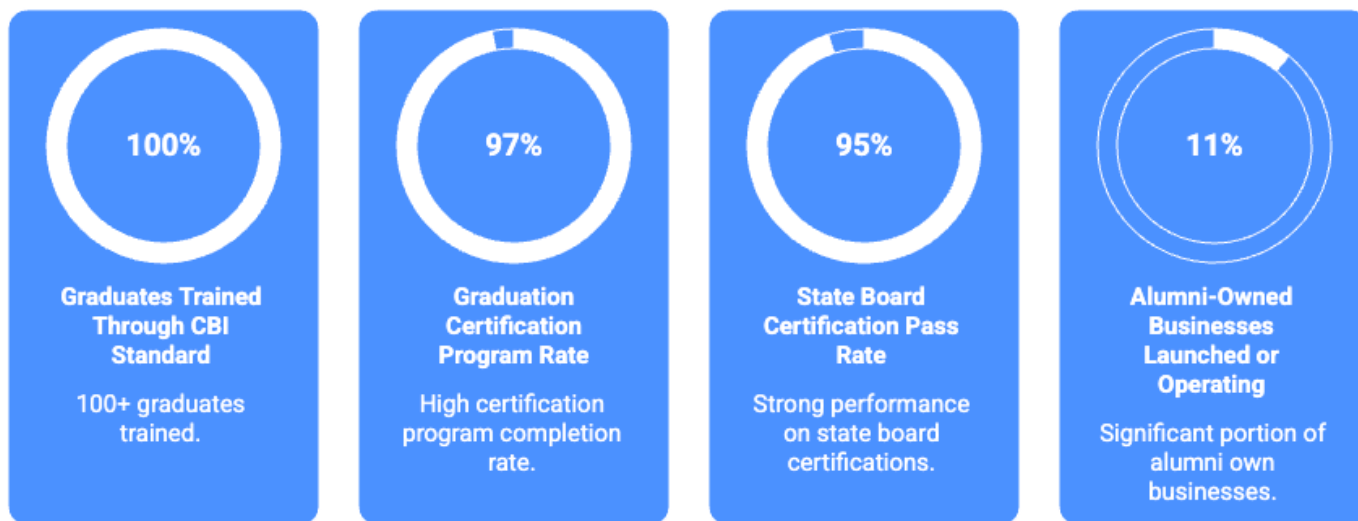 100%
Graduates Trained
Through CBI
Standard
100+ graduates
trained.
97%
Graduation
Certification
Program Rate
High certification
program completion
rate.
95%
State Board
Certification Pass
Rate
Strong performance
on state board
certifications.
11%
Alumni-Owned
Businesses
Launched or
Operating
Significant portion of
alumni own
businesses.